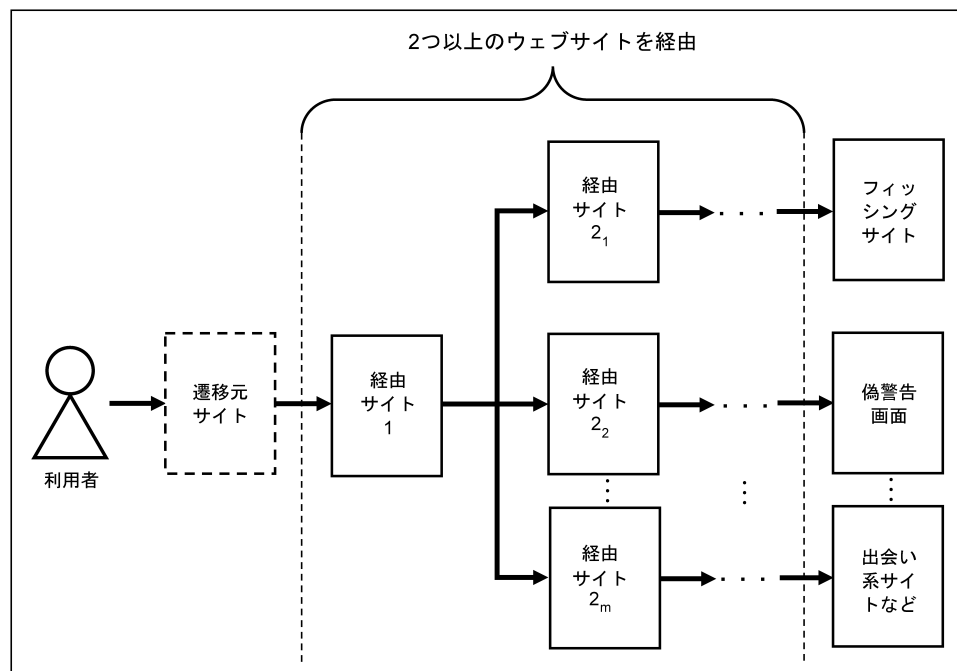 2つ以上のウェブサイトを経由
経由
サイト
2₁
フィッ
シング
サイト
遷移元
サイト
経由
サイト
1
経由
サイト
2₂
偽警告
画面
利用者
経由
サイト
2ₘ
出会い
系サイ
トなど